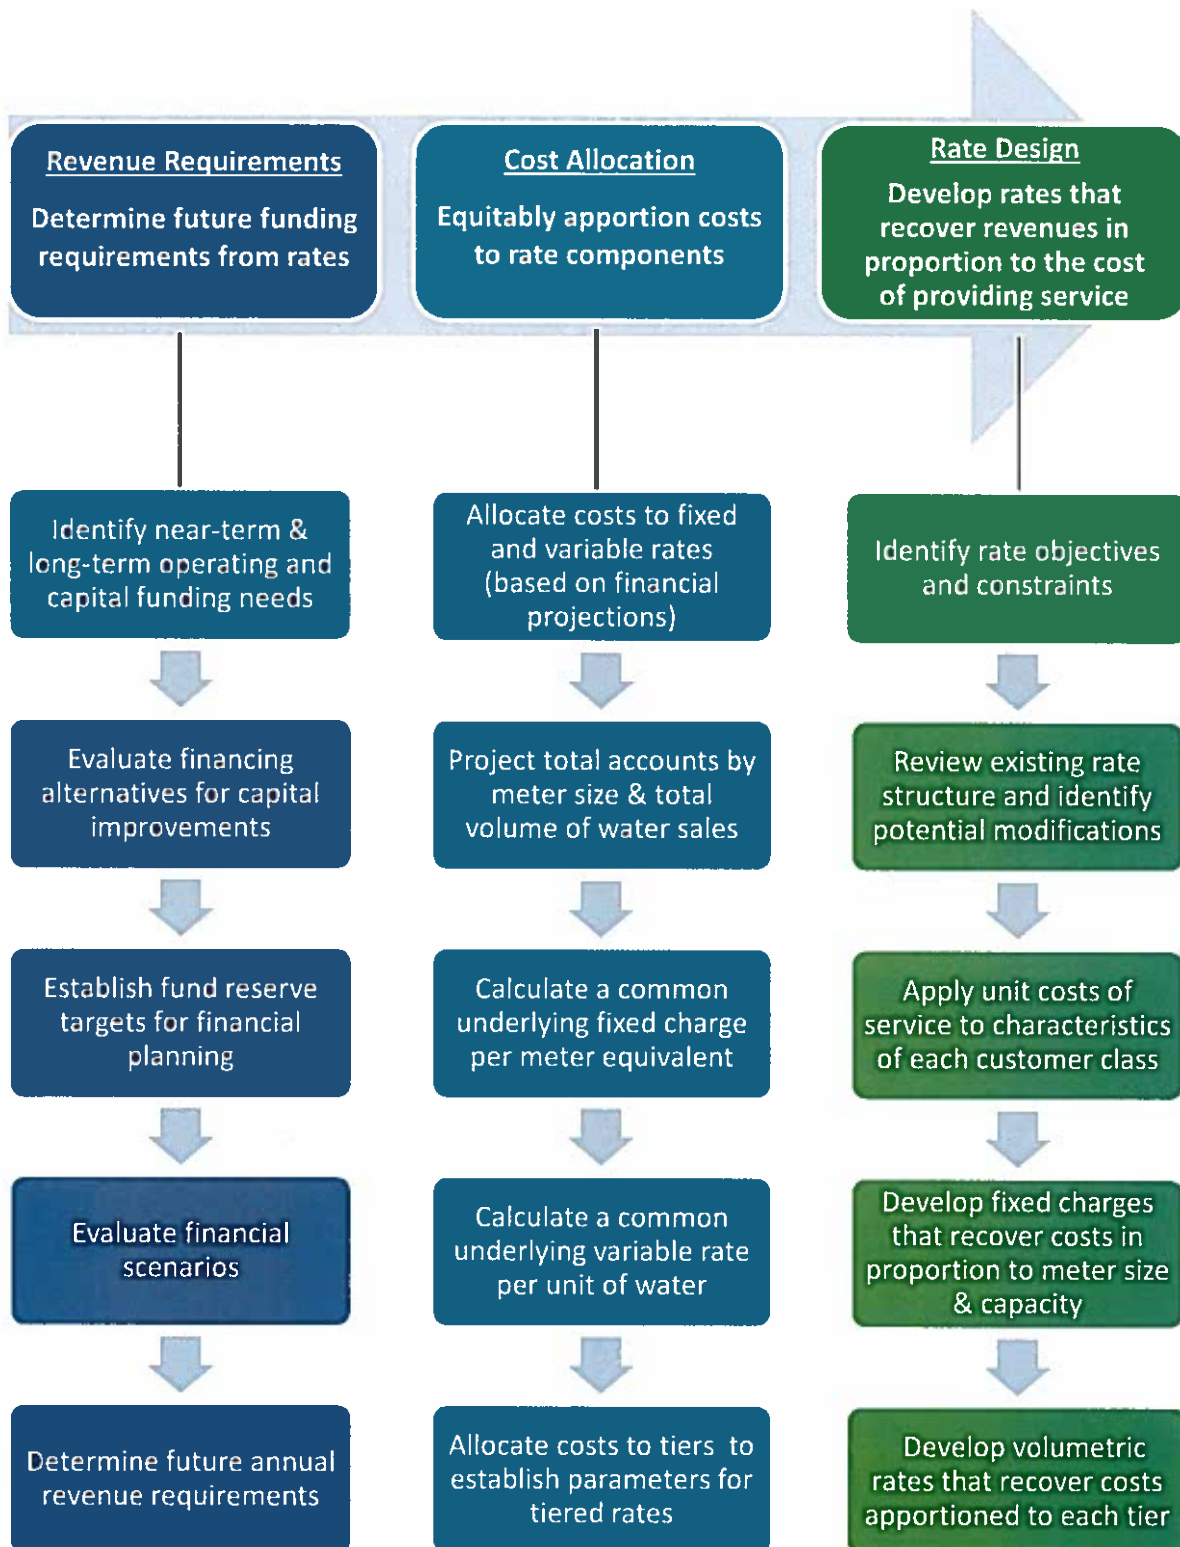 Revenue Requirements
Determine future funding
requirements from rates
Cost Allocation
Equitably apportion costs
to rate components
Rate Design
Develop rates that
recover revenues in
proportion to the cost
of providing service
Identify near-term &
long-term operating and
capital funding needs
Evaluate financing
alternatives for capital
improvements
Establish fund reserve
targets for financial
planning
Evaluate financial
scenarios
Determine future annual
revenue requirements
Allocate costs to fixed
and variable rates
(based on financial
projections)
Project total accounts by
meter size & total
volume of water sales
Calculate a common
underlying fixed charge
per meter equivalent
Calculate a common
underlying variable rate
per unit of water
Allocate costs to tiers to
establish parameters for
tiered rates
Identify rate objectives
and constraints
Review existing rate
structure and identify
potential modifications
Apply unit costs of
service to characteristics
of each customer class
Develop fixed charges
that recover costs in
proportion to meter size
& capacity
Develop volumetric
rates that recover costs
apportioned to each tier